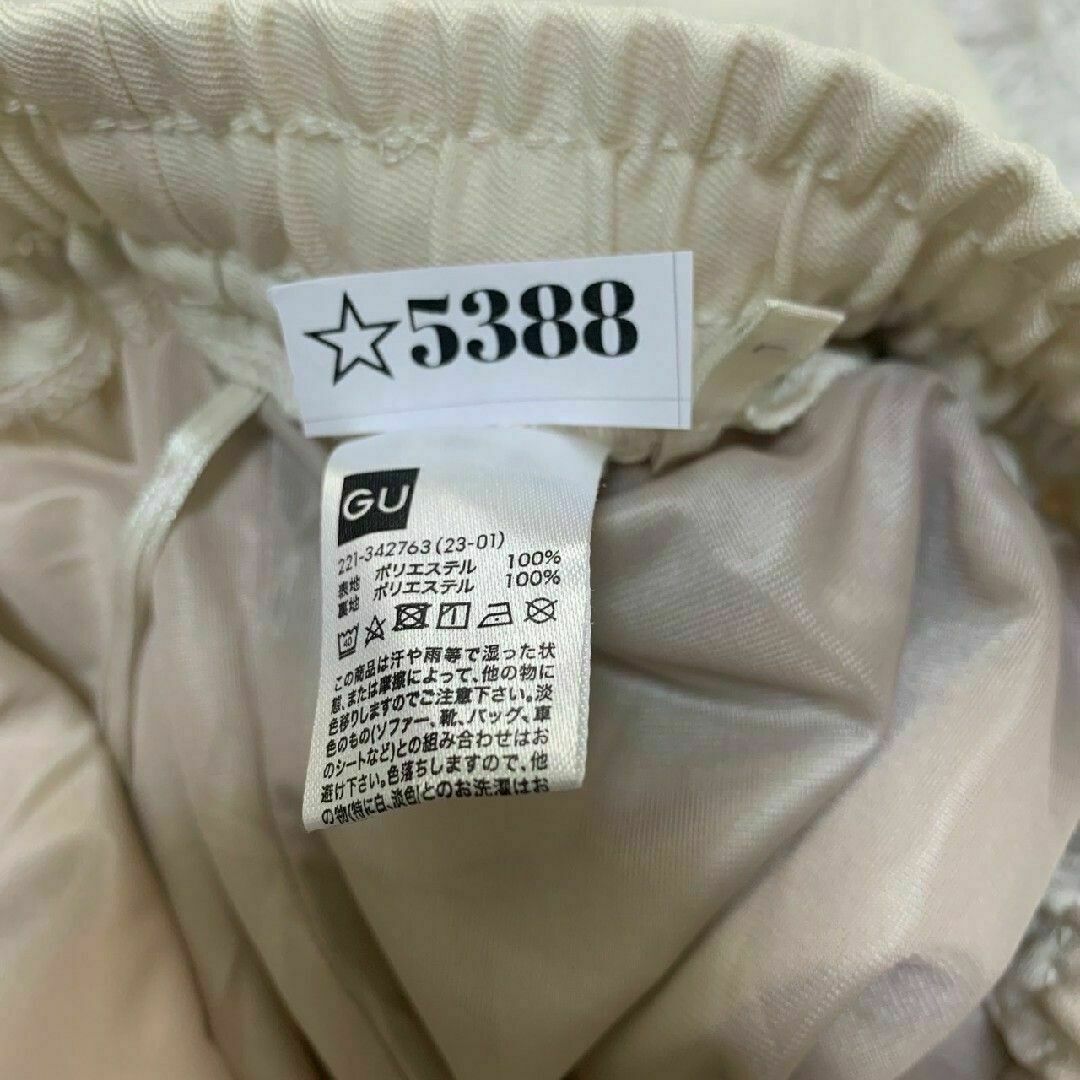 ☆5388
GU
221-342763 (23-01)
表地 ポリエステル 100%
裏地 ポリエステル 100%
40
この商品は汗や雨等で湿った状
態、または摩擦によって、他の物に
色移りしますのでご注意下さい。淡
色のもの(ソファー、靴、バッグ、車
のシートなど)との組み合わせはお
避け下さい。色落ちしますので、他
の物(特に白、淡色)とのお洗濯はお